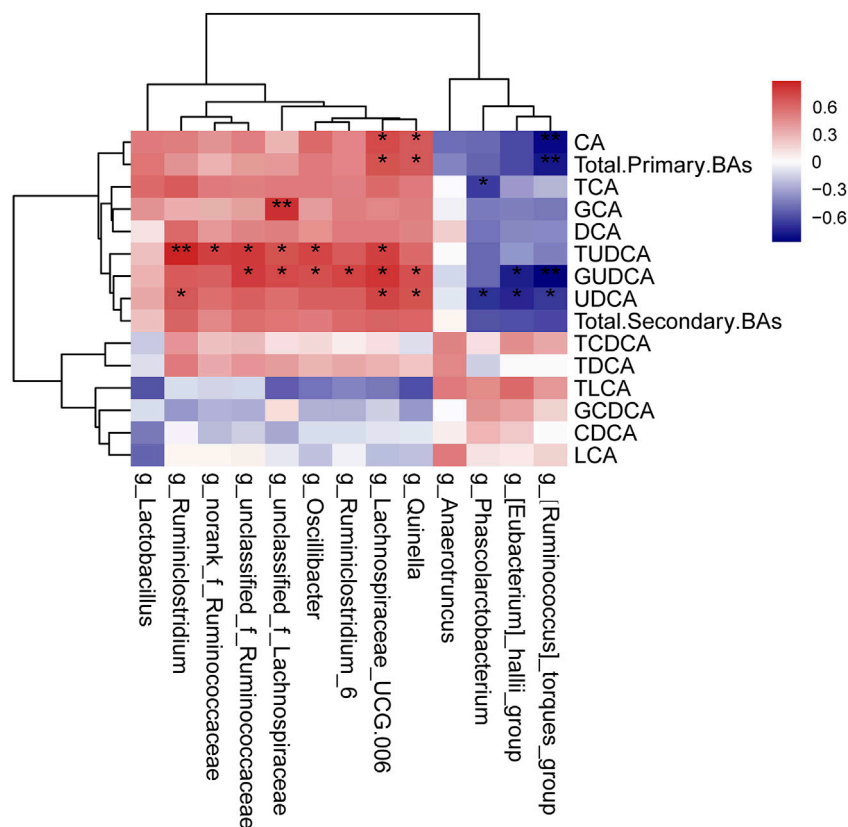 0.6
0.3
0
−0.3
−0.6
** CA
* * ** Total.Primary.BAs
* * TCA
** GCA
DCA
** * * * * * TUDCA
* * * * * * * ** GUDCA
* * * * * * UDCA
Total.Secondary.BAs
TCDCA
TDCA
TLCA
GCDCA
CDCA
LCA
g_Lactobacillus
g_Ruminiclostridium
g_norank_f_Ruminococcaceae
g_unclassified_f_Ruminococcaceae
g_unclassified_f_Lachnospiraceae
g_Oscillibacter
g_Ruminiclostridium_6
g_Lachnospiraceae_UCG.006
g_Quinella
g_Anaerotruncus
g_Phascolarctobacterium
g_[Eubacterium]_hallii_group
g_[Ruminococcus]_torques_group